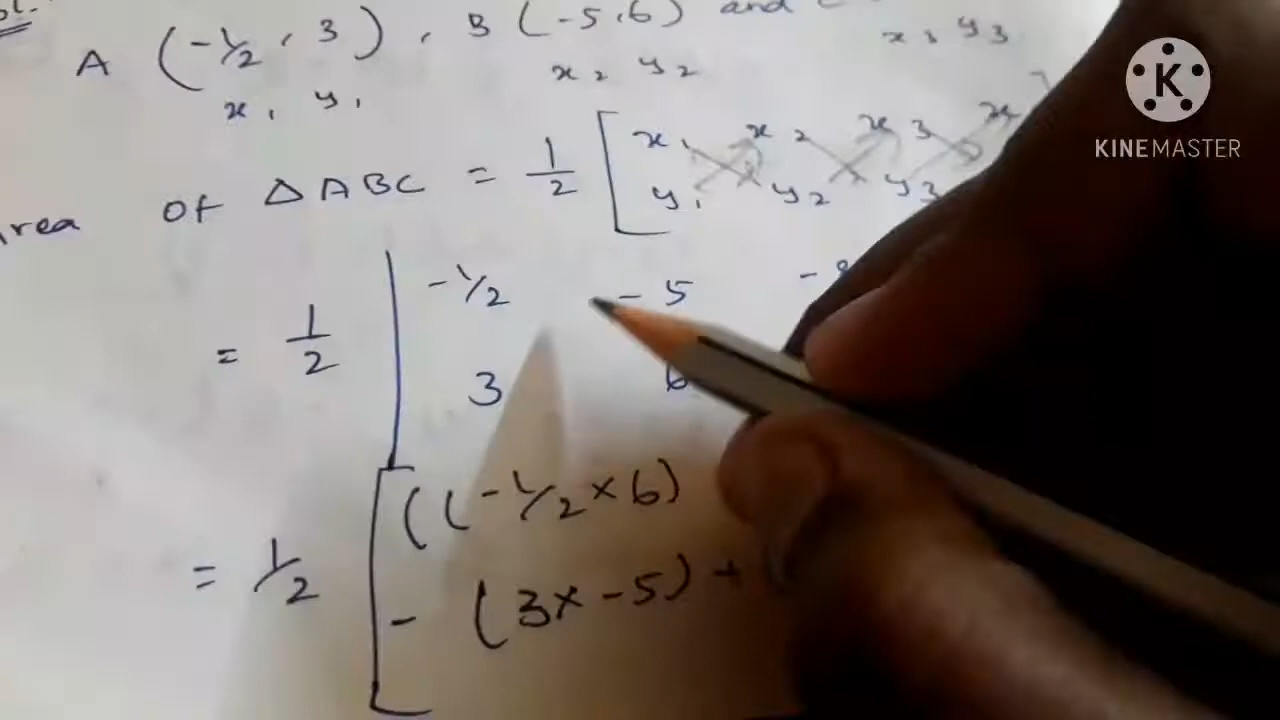 A (-1/2, 3), B (-5, 6) and
x1 y1 x2 y2 x3 y3
Area Of △ABC = 1/2 [ x1 x2 x3 x1
y1 y2 y3
= 1/2 | -1/2 -5 -
3 6
= 1/2 [ ((-1/2 × 6)
- (3× -5) +
K
KINEMASTER